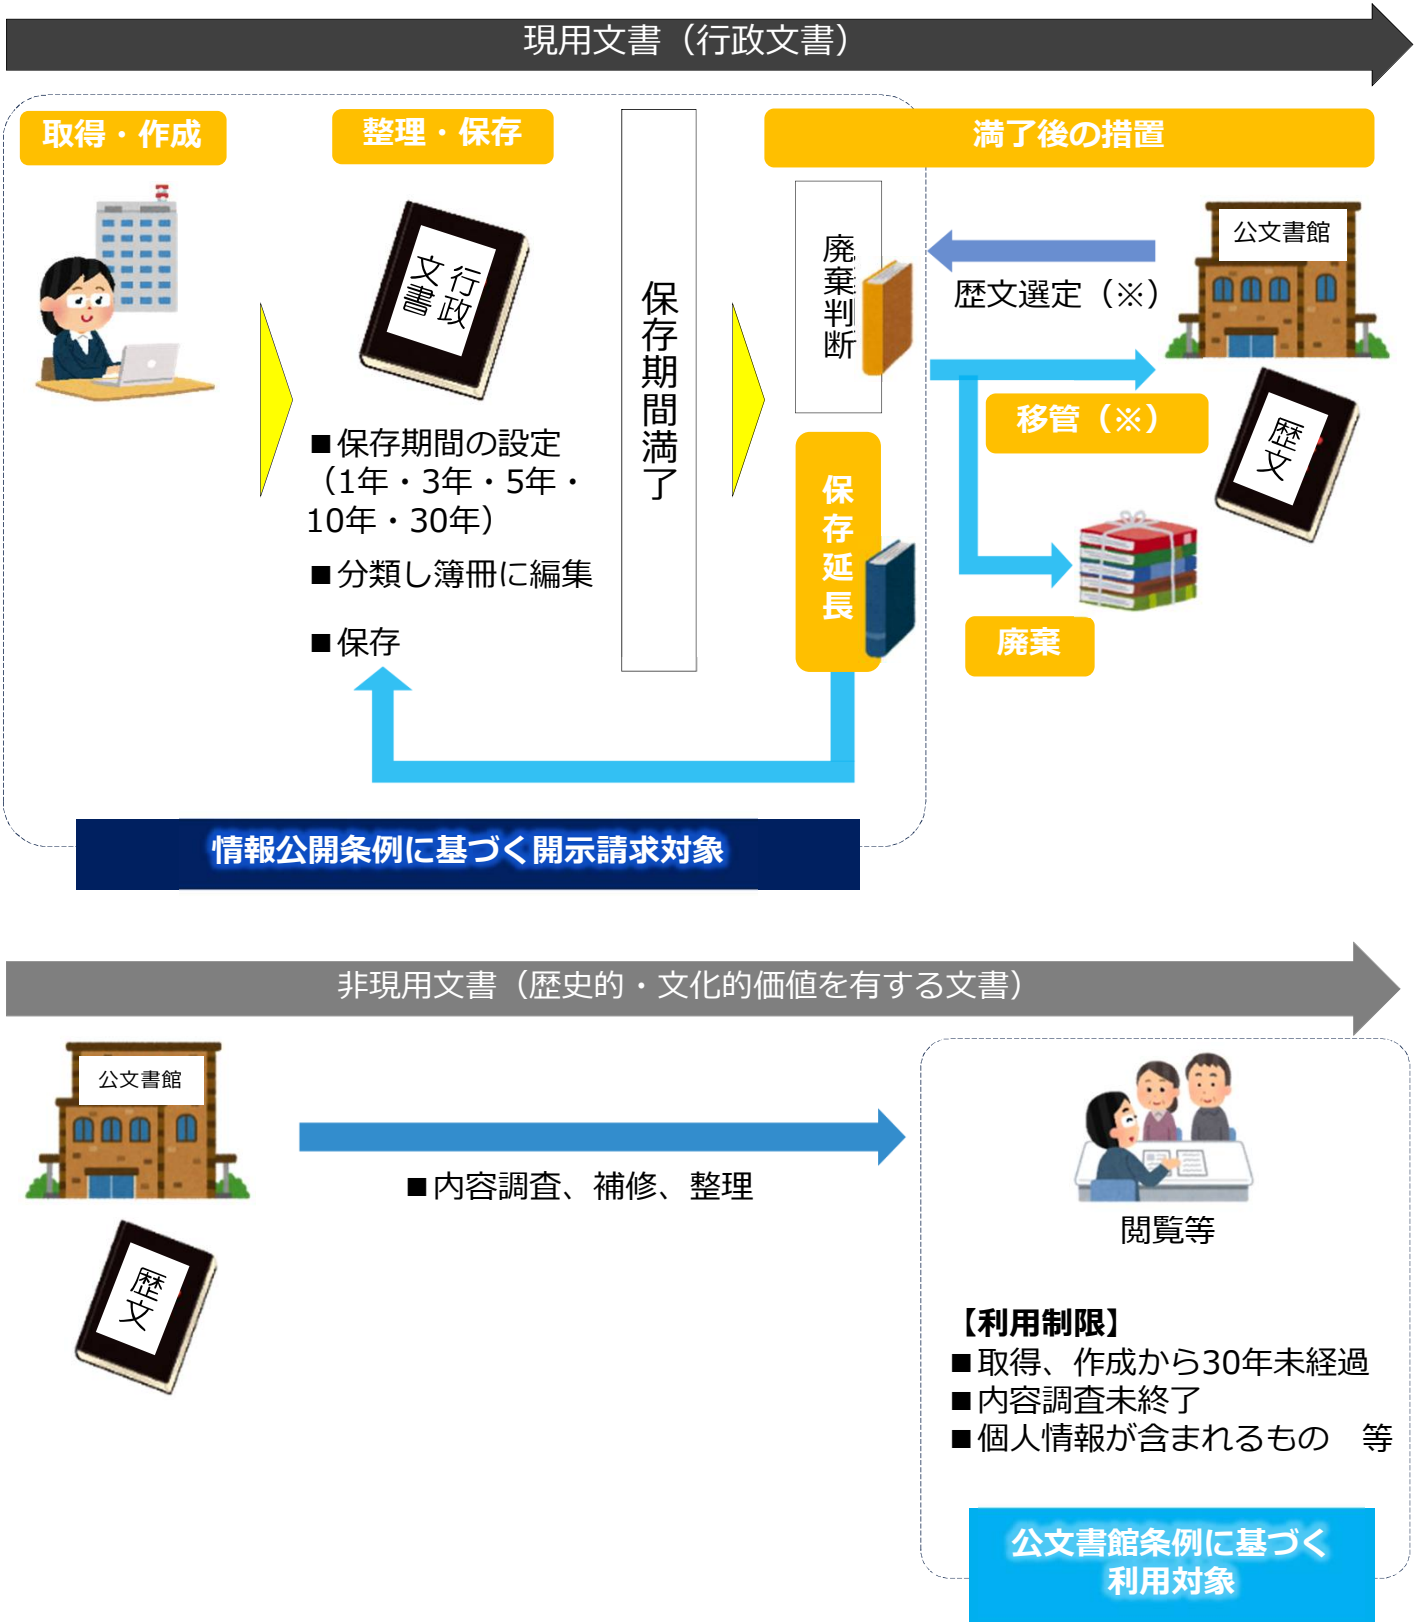 現用文書（行政文書）
取得・作成
整理・保存
満了後の措置
行政
文書
■保存期間の設定
（1年・3年・5年・
10年・30年）
■分類し簿冊に編集
■保存
保存期間満了
廃棄判断
保存延長
公文書館
歴文選定（※）
移管（※）
歴文
廃棄
情報公開条例に基づく開示請求対象
非現用文書（歴史的・文化的価値を有する文書）
公文書館
歴文
■内容調査、補修、整理
閲覧等
【利用制限】
■取得、作成から30年未経過
■内容調査未終了
■個人情報が含まれるもの　等
公文書館条例に基づく
利用対象